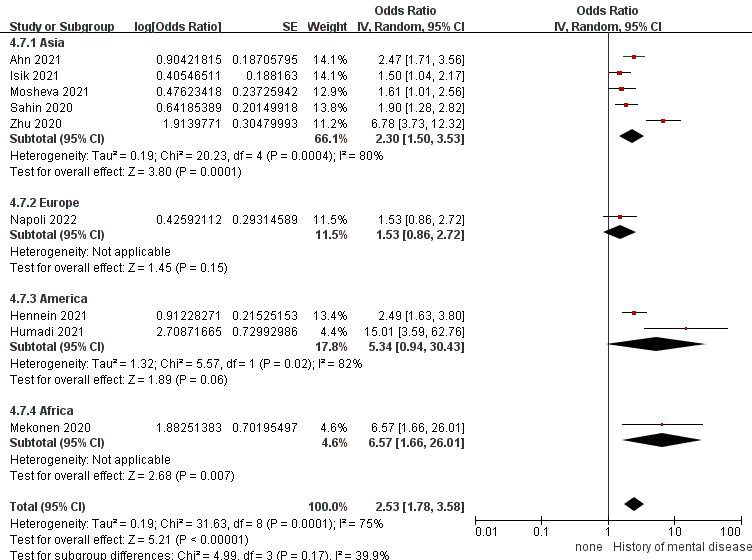 Odds Ratio Odds Ratio
Study or Subgroup log[Odds Ratio] SE Weight IV, Random, 95% CI IV, Random, 95% CI
4.7.1 Asia
Ahn 2021 0.90421815 0.18705795 14.1% 2.47 [1.71, 3.56]
Isik 2021 0.40546511 0.188163 14.1% 1.50 [1.04, 2.17]
Mosheva 2021 0.47623418 0.23725942 12.9% 1.61 [1.01, 2.56]
Sahin 2020 0.64185389 0.20149918 13.8% 1.90 [1.28, 2.82]
Zhu 2020 1.9139771 0.30479993 11.2% 6.78 [3.73, 12.32]
Subtotal (95% CI) 66.1% 2.30 [1.50, 3.53]
Heterogeneity: Tau² = 0.19; Chi² = 20.23, df = 4 (P = 0.0004); I² = 80%
Test for overall effect: Z = 3.80 (P = 0.0001)
4.7.2 Europe
Napoli 2022 0.42592112 0.29314589 11.5% 1.53 [0.86, 2.72]
Subtotal (95% CI) 11.5% 1.53 [0.86, 2.72]
Heterogeneity: Not applicable
Test for overall effect: Z = 1.45 (P = 0.15)
4.7.3 America
Hennein 2021 0.91228271 0.21525153 13.4% 2.49 [1.63, 3.80]
Humadi 2021 2.70871665 0.72992986 4.4% 15.01 [3.59, 62.76]
Subtotal (95% CI) 17.8% 5.34 [0.94, 30.43]
Heterogeneity: Tau² = 1.32; Chi² = 5.57, df = 1 (P = 0.02); I² = 82%
Test for overall effect: Z = 1.89 (P = 0.06)
4.7.4 Africa
Mekonen 2020 1.88251383 0.70195497 4.6% 6.57 [1.66, 26.01]
Subtotal (95% CI) 4.6% 6.57 [1.66, 26.01]
Heterogeneity: Not applicable
Test for overall effect: Z = 2.68 (P = 0.007)
Total (95% CI) 100.0% 2.53 [1.78, 3.58]
Heterogeneity: Tau² = 0.19; Chi² = 31.63, df = 8 (P = 0.0001); I² = 75%
Test for overall effect: Z = 5.21 (P < 0.00001)
Test for subgroup differences: Chi² = 4.99, df = 3 (P = 0.17), I² = 39.9%
0.01 0.1 1 10 100
none History of mental disease